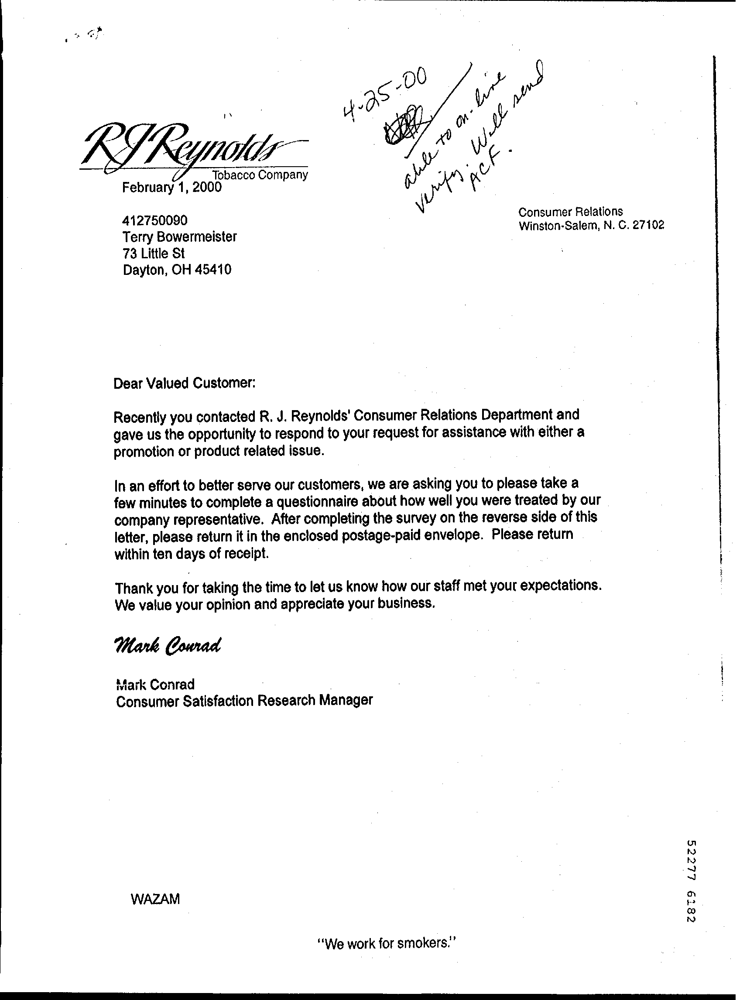 4-25-00
able to on-line
verify. Will send
ACF.
RJReynolds
Tobacco Company
February 1, 2000
Consumer Relations
Winston-Salem, N. C. 27102
412750090
Terry Bowermeister
73 Little St
Dayton, OH 45410
Dear Valued Customer:
Recently you contacted R. J. Reynolds' Consumer Relations Department and
gave us the opportunity to respond to your request for assistance with either a
promotion or product related issue.
In an effort to better serve our customers, we are asking you to please take a
few minutes to complete a questionnaire about how well you were treated by our
company representative. After completing the survey on the reverse side of this
letter, please return it in the enclosed postage-paid envelope. Please return
within ten days of receipt.
Thank you for taking the time to let us know how our staff met your expectations.
We value your opinion and appreciate your business.
Mark Conrad
Mark Conrad
Consumer Satisfaction Research Manager
WAZAM
"We work for smokers."
52277 6182